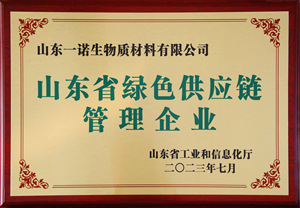 山东一诺生物质材料有限公司
山东省绿色供应链
管理企业
山东省工业和信息化厅
二〇二三年七月